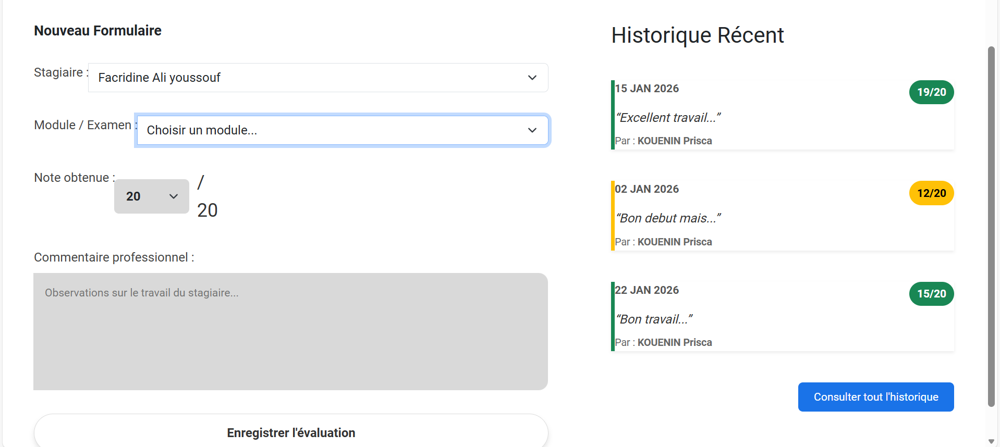 Nouveau Formulaire
Stagiaire :
Facridine Ali youssouf
Module / Examen :
Choisir un module...
Note obtenue :
20
/
20
Commentaire professionnel :
Observations sur le travail du stagiaire...
Enregistrer l'évaluation
Historique Récent
15 JAN 2026
19/20
“Excellent travail...”
Par : KOUENIN Prisca
02 JAN 2026
12/20
“Bon debut mais...”
Par : KOUENIN Prisca
22 JAN 2026
15/20
“Bon travail...”
Par : KOUENIN Prisca
Consulter tout l'historique